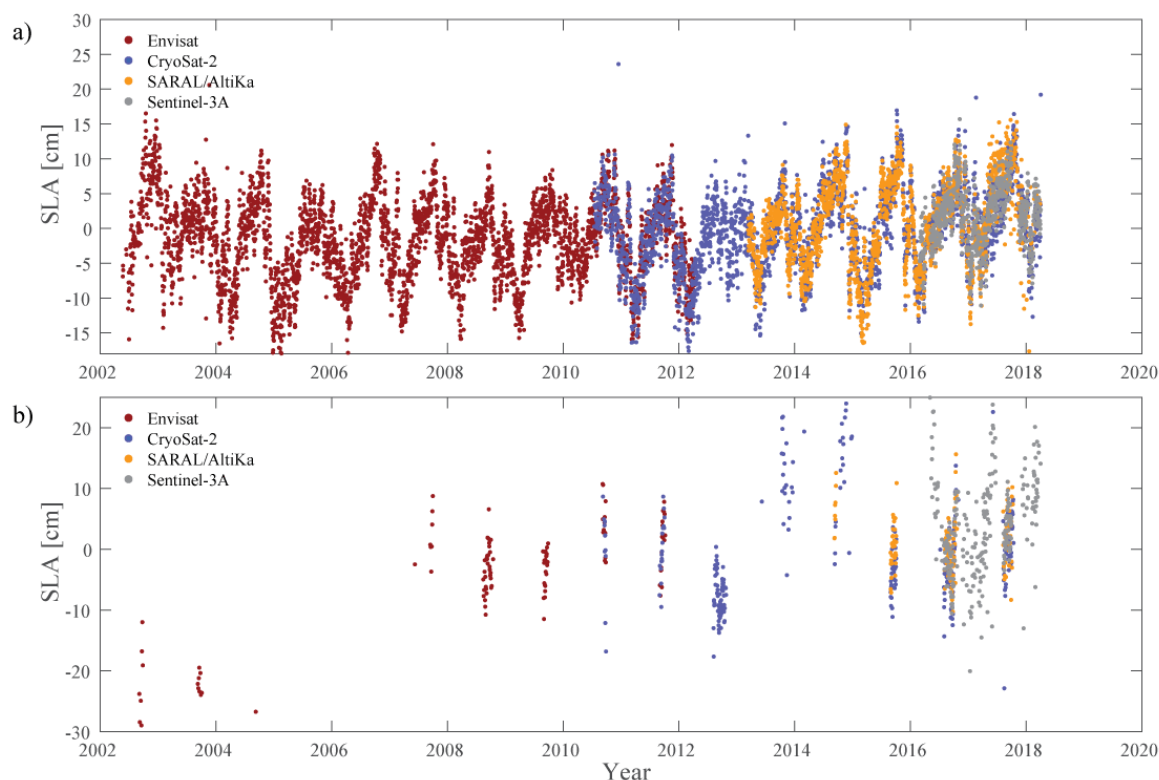 a)
30
25
20
15
10
5
0
-5
-10
-15
SLA [cm]
Envisat
CryoSat-2
SARAL/AltiKa
Sentinel-3A
2002 2004 2006 2008 2010 2012 2014 2016 2018 2020
b)
20
10
0
-10
-20
-30
SLA [cm]
Envisat
CryoSat-2
SARAL/AltiKa
Sentinel-3A
2002 2004 2006 2008 2010 2012 2014 2016 2018 2020
Year